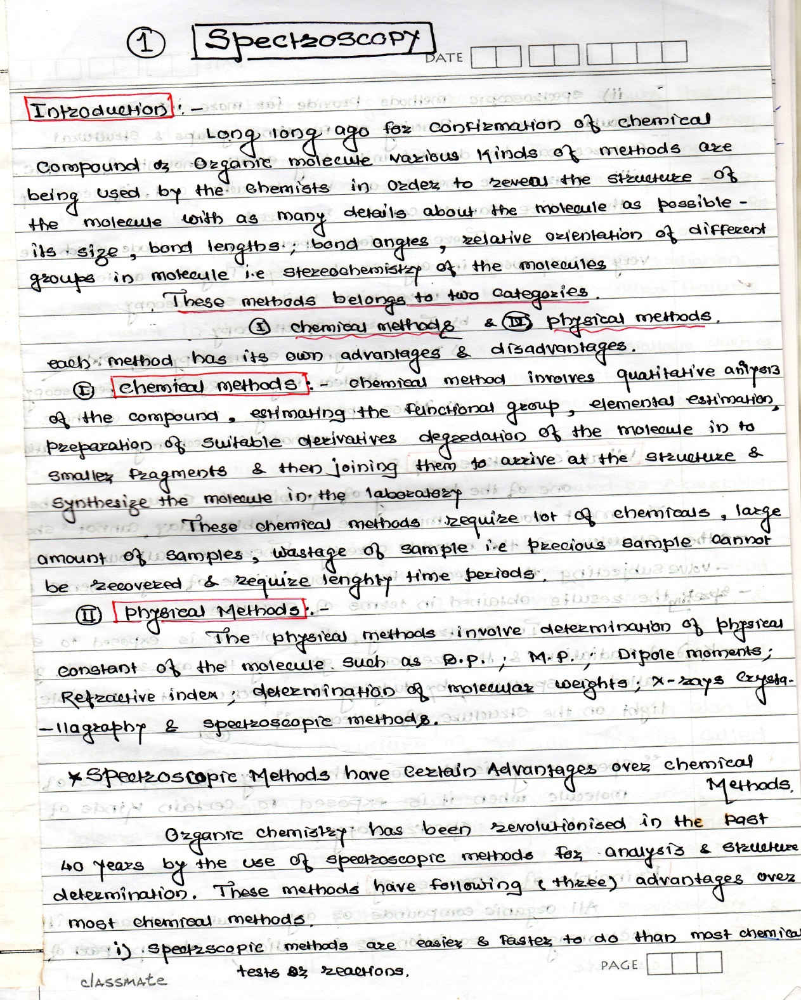 1 Spectroscopy
DATE
Introduction :-
Long long ago for confirmation of chemical
compound or Organic molecule various kinds of methods are
being used by the chemists in order to reveal the structure of
the molecule with as many details about the molecule as possible -
its size, bond lengths; bond angles, relative orientation of different
groups in molecule i.e stereochemistry of the molecules
These methods belongs to two categories.
I chemical methods & II physical methods.
each method has its own advantages & disadvantages.
I Chemical methods :- chemical method involves qualitative anlysis
of the compound, estimating the functional group, elemental estimation,
preparation of suitable derivatives degredation of the molecule in to
smaller fragments & then joining them to arrive at the structure &
synthesize the molecule in the laboratory
These chemical methods require lot of chemicals, large
amount of samples, wastage of sample i.e precious sample cannot
be recovered & require lenghty time periods.
II Physical Methods :-
The physical methods involve determination of physical
constant of the molecule such as B.P. ; M.P. ; Dipole moments;
Refractive index ; determination of molecular weights; x-rays crysta-
-llagraphy & spectroscopic methods.
* Spectroscopic Methods have Certain Advantages over chemical
Methods.
Organic chemistry has been revolutionised in the past
40 years by the use of spectroscopic methods for analysis & structure
determination. These methods have following (three) advantages over
most chemical methods.
i) spectrscopic methods are easier & faster to do than most chemical
tests or reactions.
classmate
PAGE